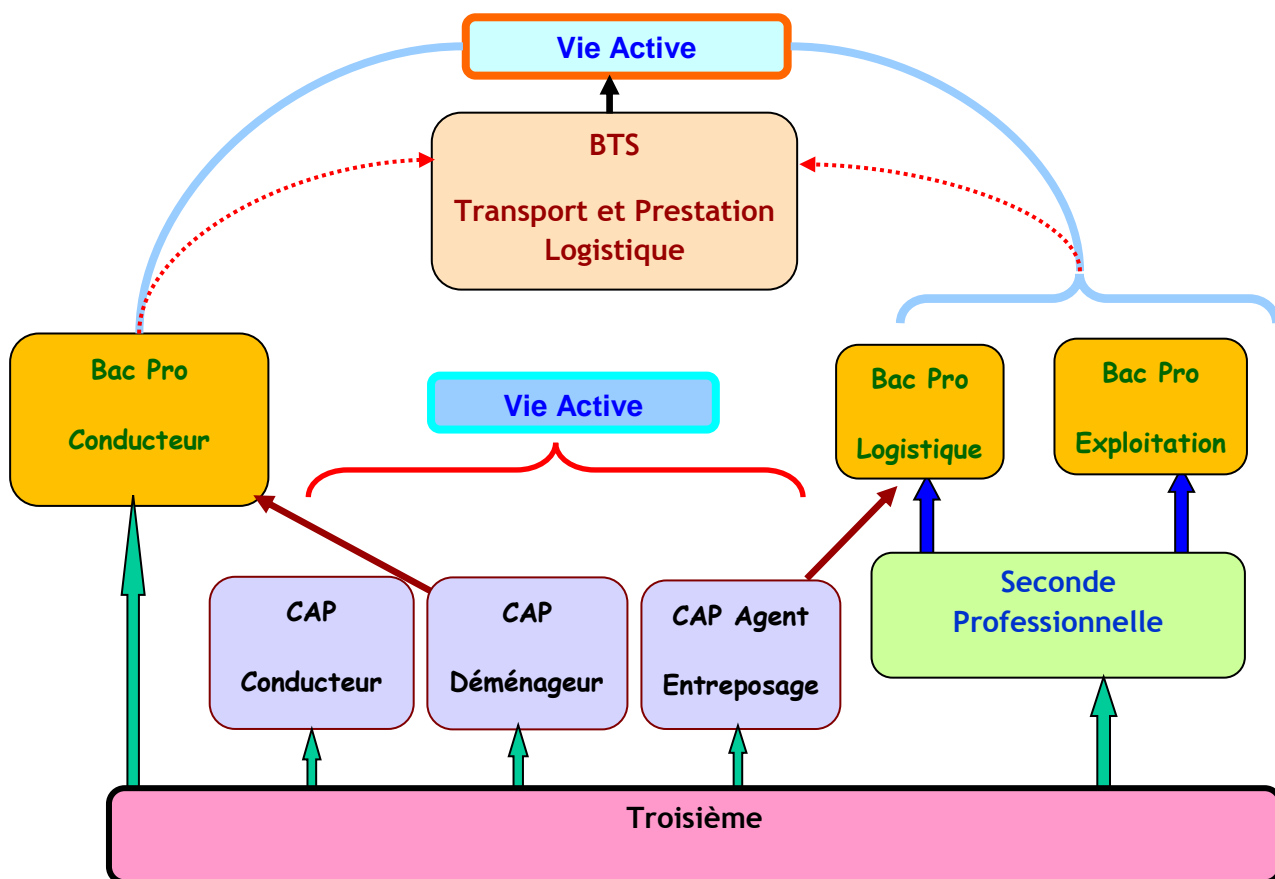 Vie Active
BTS
Transport et Prestation
Logistique
Bac Pro
Conducteur
Vie Active
Bac Pro
Logistique
Bac Pro
Exploitation
CAP
Conducteur
CAP
Déménageur
CAP Agent
Entreposage
Seconde
Professionnelle
Troisième